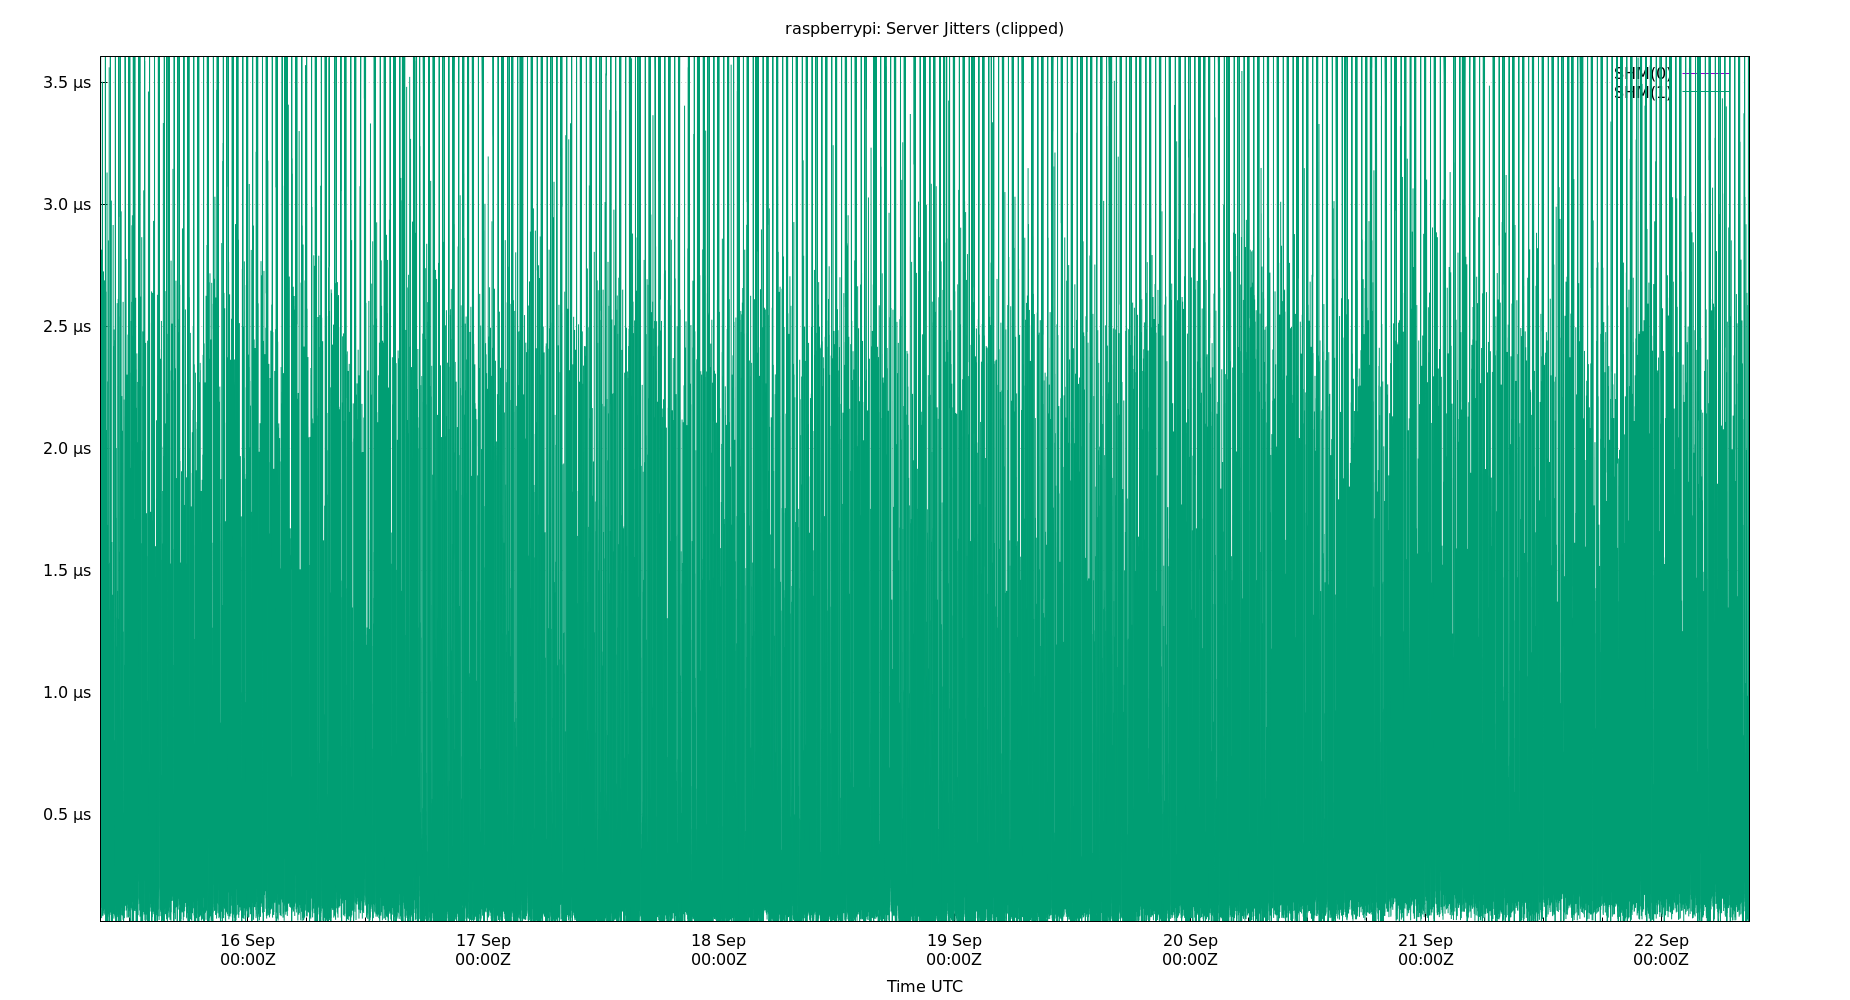 raspberrypi: Server Jitters (clipped)
3.5 µs
SHM(0)
SHM(1)
3.0 µs
2.5 µs
2.0 µs
1.5 µs
1.0 µs
0.5 µs
16 Sep 17 Sep 18 Sep 19 Sep 20 Sep 21 Sep 22 Sep
00:00Z 00:00Z 00:00Z 00:00Z 00:00Z 00:00Z 00:00Z
Time UTC